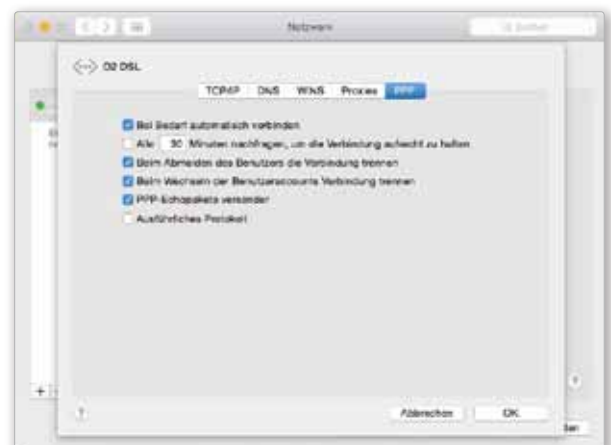 Netzwerk
O2 DSL
TCP/IP DNS WINS Proxies PPP
Bei Bedarf automatisch verbinden
Alle 30 Minuten nachfragen, um die Verbindung aufrecht zu halten
Beim Abmelden des Benutzers die Verbindung trennen
Beim Wechseln der Benutzeraccounts Verbindung trennen
PPP-Echopakete versenden
Ausführliches Protokoll
+
?
?
Abbrechen OK